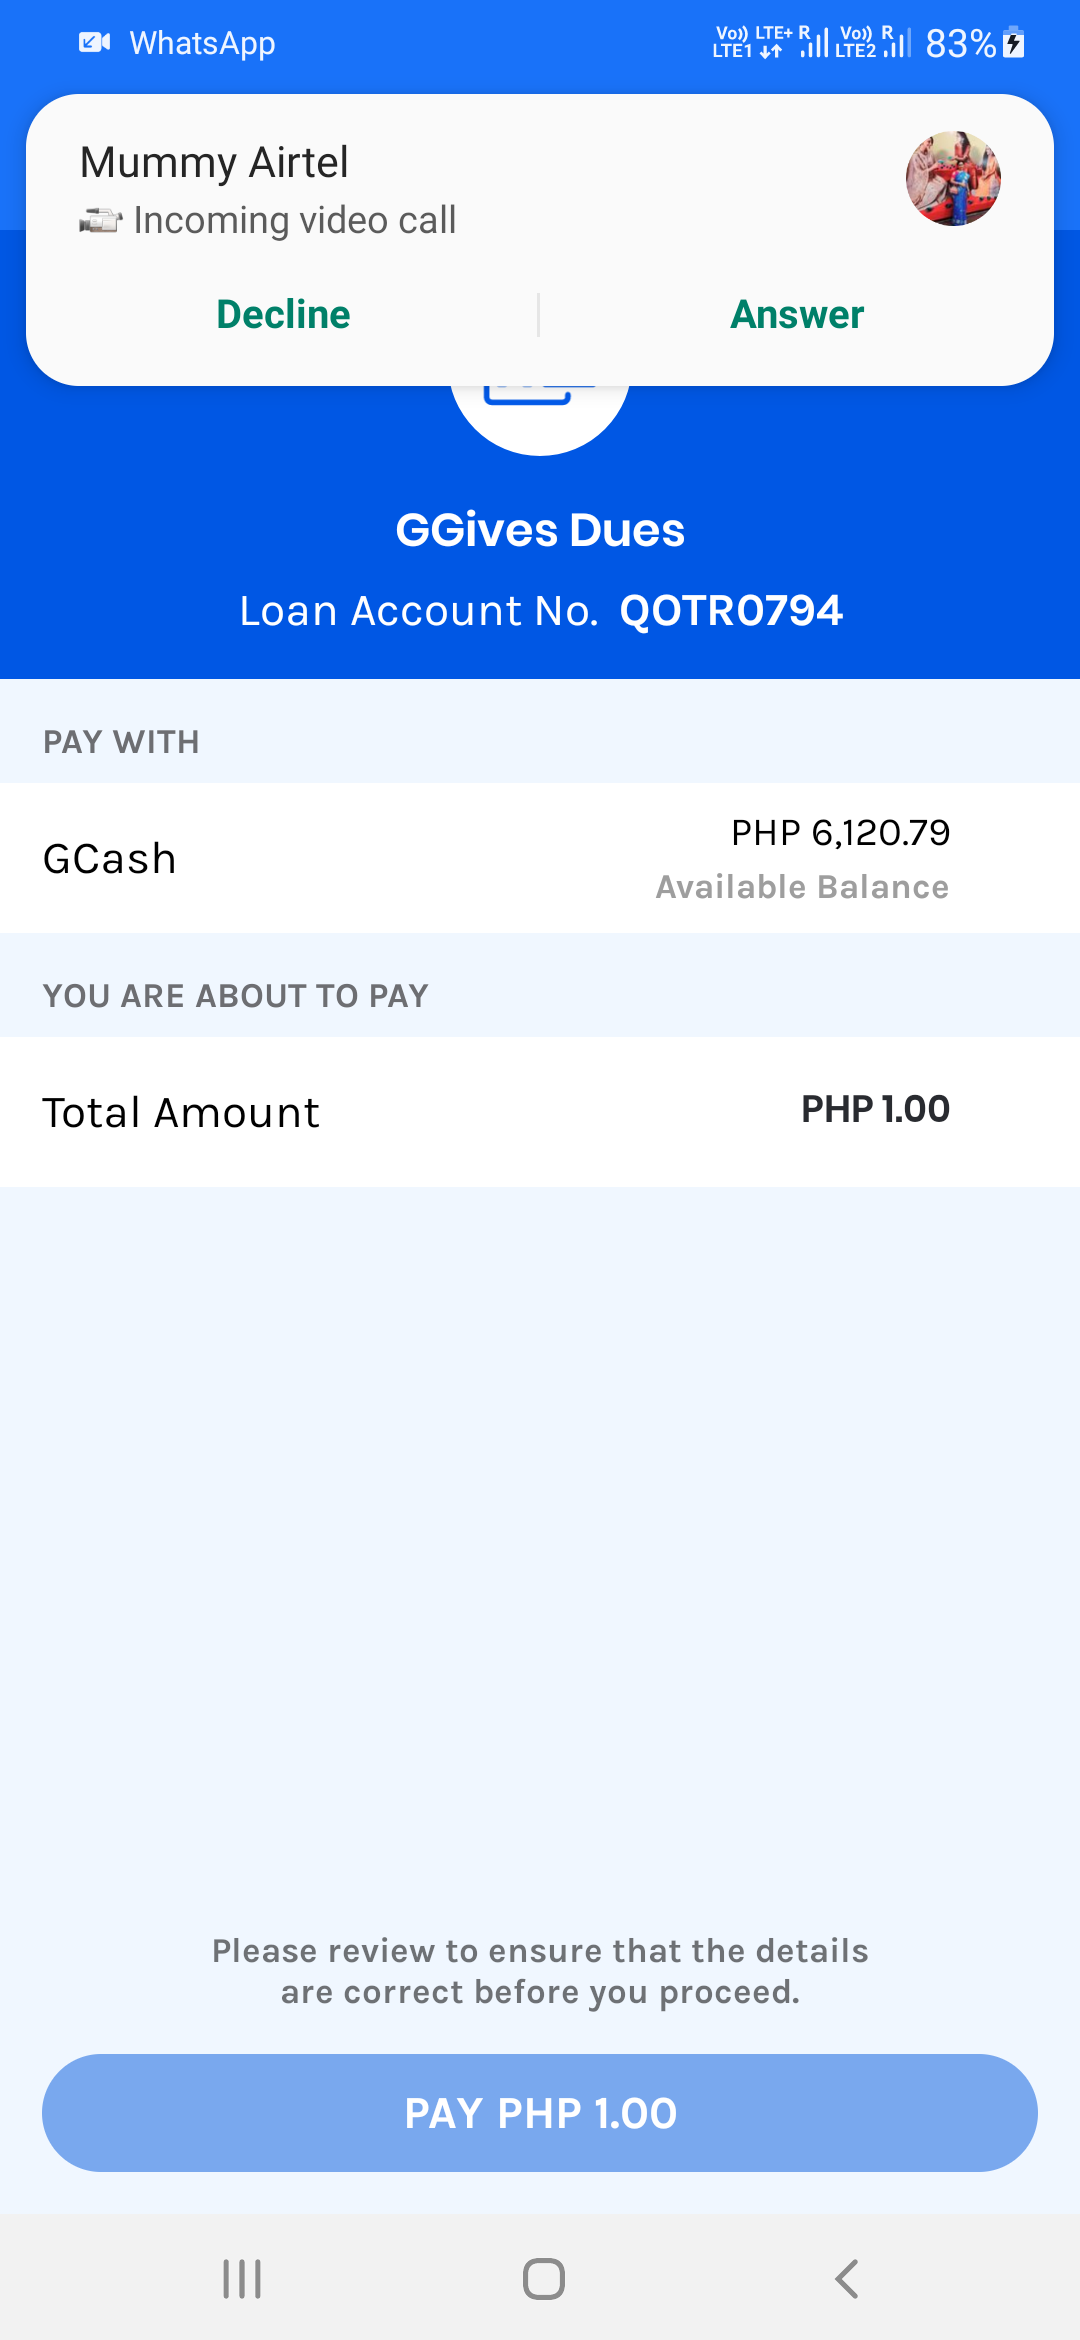 WhatsApp
Vo)) LTE+ R Vo)) R 83%
LTE1 LTE2
Mummy Airtel
Incoming video call
Decline Answer
GGives Dues
Loan Account No. QOTR0794
PAY WITH
GCash PHP 6,120.79
Available Balance
YOU ARE ABOUT TO PAY
Total Amount PHP 1.00
Please review to ensure that the details
are correct before you proceed.
PAY PHP 1.00